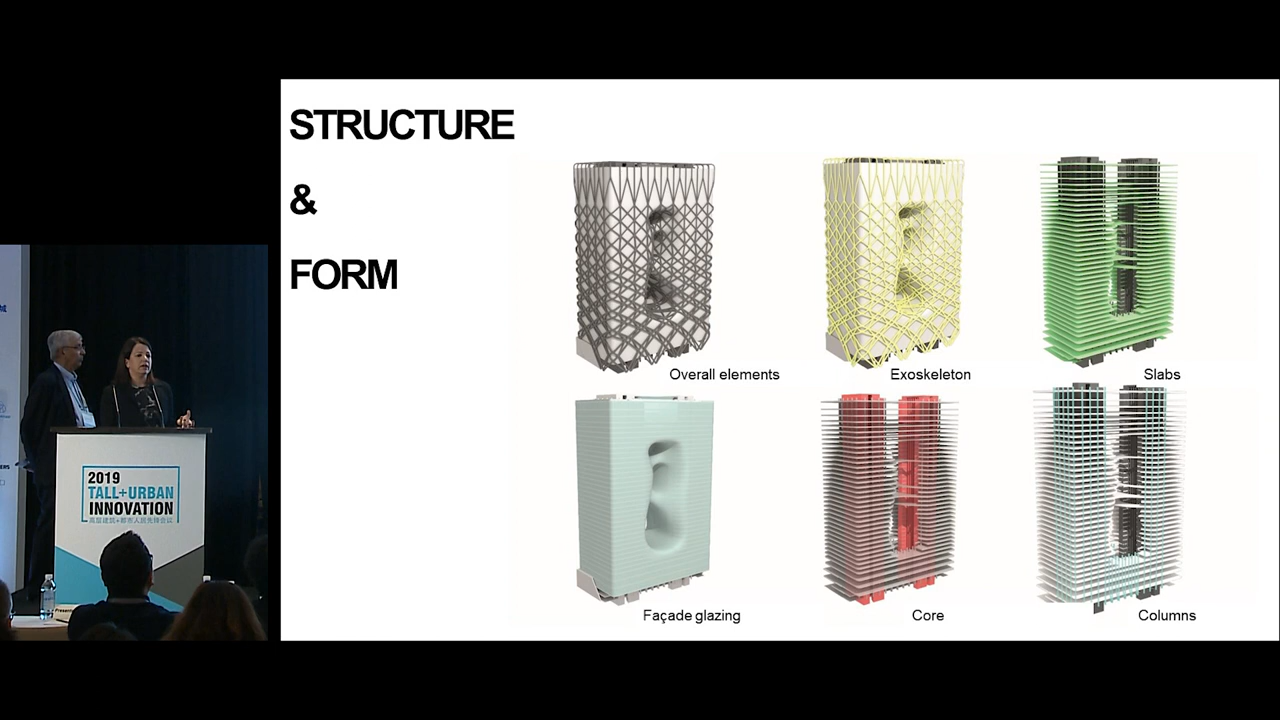 STRUCTURE
&
FORM
Overall elements
Exoskeleton
Slabs
Façade glazing
Core
Columns
2019
TALL+URBAN
INNOVATION